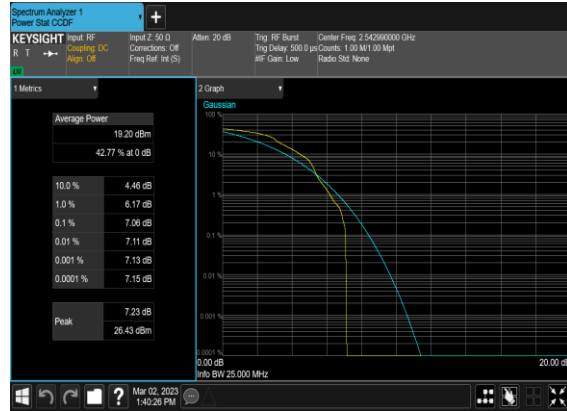 Spectrum Analyzer 1
Power Stat CCDF
KEYSIGHT
R T
Input: RF
Coupling: DC
Align: Off
Input Z: 50 Ω
Corrections: Off
Freq Ref: Int (S)
Atten: 20 dB
Trig: RF Burst
Trig Delay: 500.0 µs
#IF Gain: Low
Center Freq: 2.542990000 GHz
Counts: 1.00 M/1.00 Mpt
Radio Std: None
1 Metrics
Average Power
19.20 dBm
42.77 % at 0 dB
10.0 % 4.46 dB
1.0 % 6.17 dB
0.1 % 7.06 dB
0.01 % 7.11 dB
0.001 % 7.13 dB
0.0001 % 7.15 dB
Peak
7.23 dB
26.43 dBm
2 Graph
Gaussian
100 %
10 %
1 %
0.1 %
0.01 %
0.001 %
0.0001 %
0.00 dB
20.00 dB
Info BW 25.000 MHz
Mar 02, 2023
1:40:26 PM